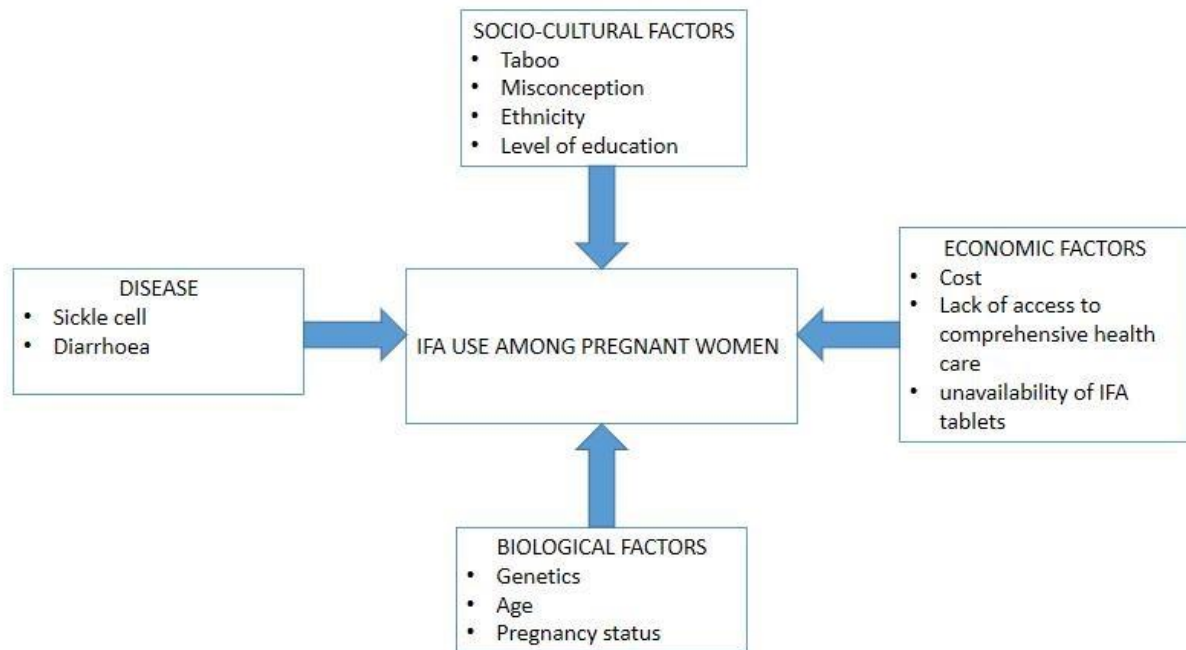 SOCIO-CULTURAL FACTORS
• Taboo
• Misconception
• Ethnicity
• Level of education
DISEASE
• Sickle cell
• Diarrhoea
IFA USE AMONG PREGNANT WOMEN
ECONOMIC FACTORS
• Cost
• Lack of access to
comprehensive health
care
• unavailability of IFA
tablets
BIOLOGICAL FACTORS
• Genetics
• Age
• Pregnancy status